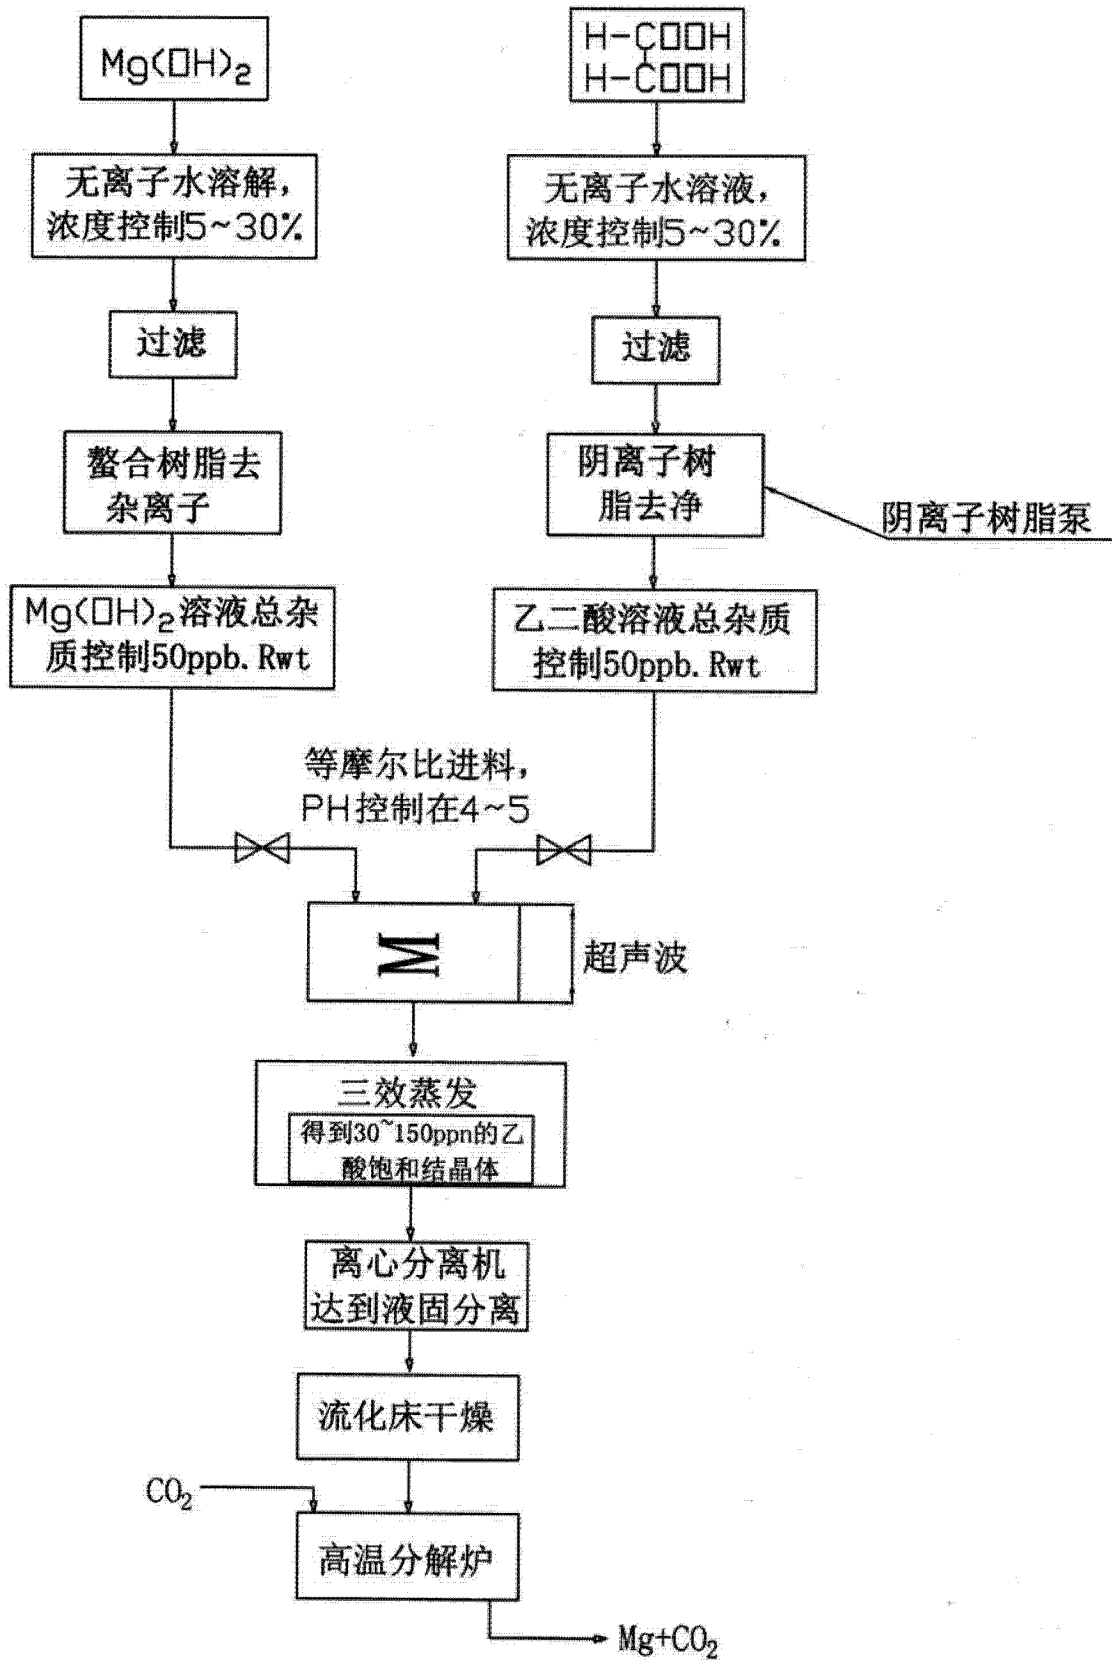 Mg(OH)2
H-COOH
H-COOH
无离子水溶解，
浓度控制5~30%
无离子水溶液，
浓度控制5~30%
过滤
过滤
螯合树脂去
杂离子
阴离子树
脂去净
阴离子树脂泵
Mg(OH)2溶液总杂
质控制50ppb.Rwt
乙二酸溶液总杂质
控制50ppb.Rwt
等摩尔比进料，
PH控制在4~5
M
超声波
三效蒸发
得到30~150ppn的乙
酸饱和结晶体
离心分离机
达到液固分离
流化床干燥
CO2
高温分解炉
Mg+CO2